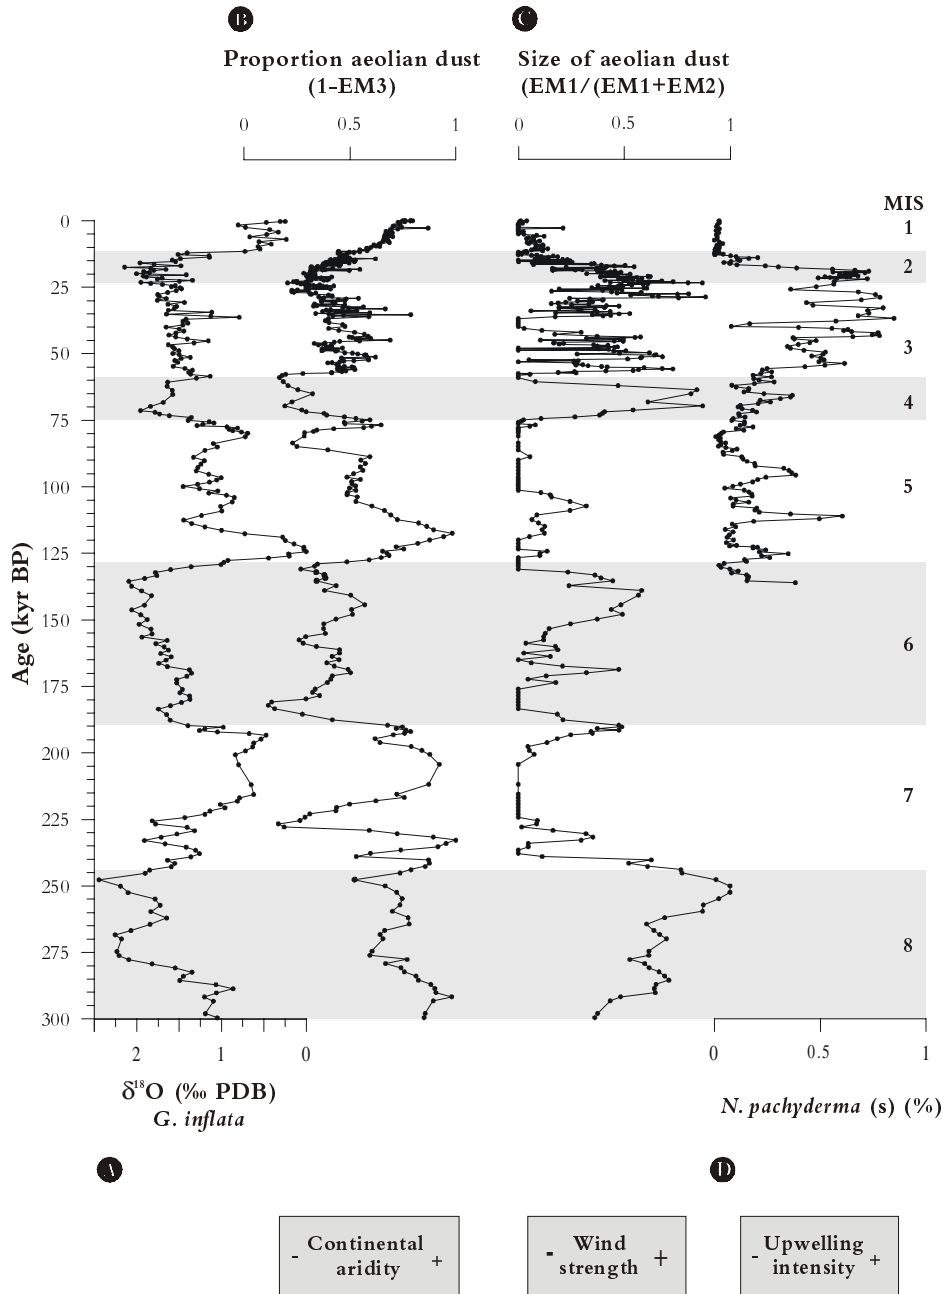 B C
Proportion aeolian dust
(1-EM3)
Size of aeolian dust
(EM1/(EM1+EM2)
0 0.5 1
0 0.5 1
MIS
0
25
50
75
100
125
150
175
200
225
250
275
300
Age (kyr BP)
1
2
3
4
5
6
7
8
2 1 0
0 0.5 1
δ¹⁸O (‰ PDB)
G. inflata
N. pachyderma (s) (%)
A D
- Continental aridity +
- Wind strength +
- Upwelling intensity +